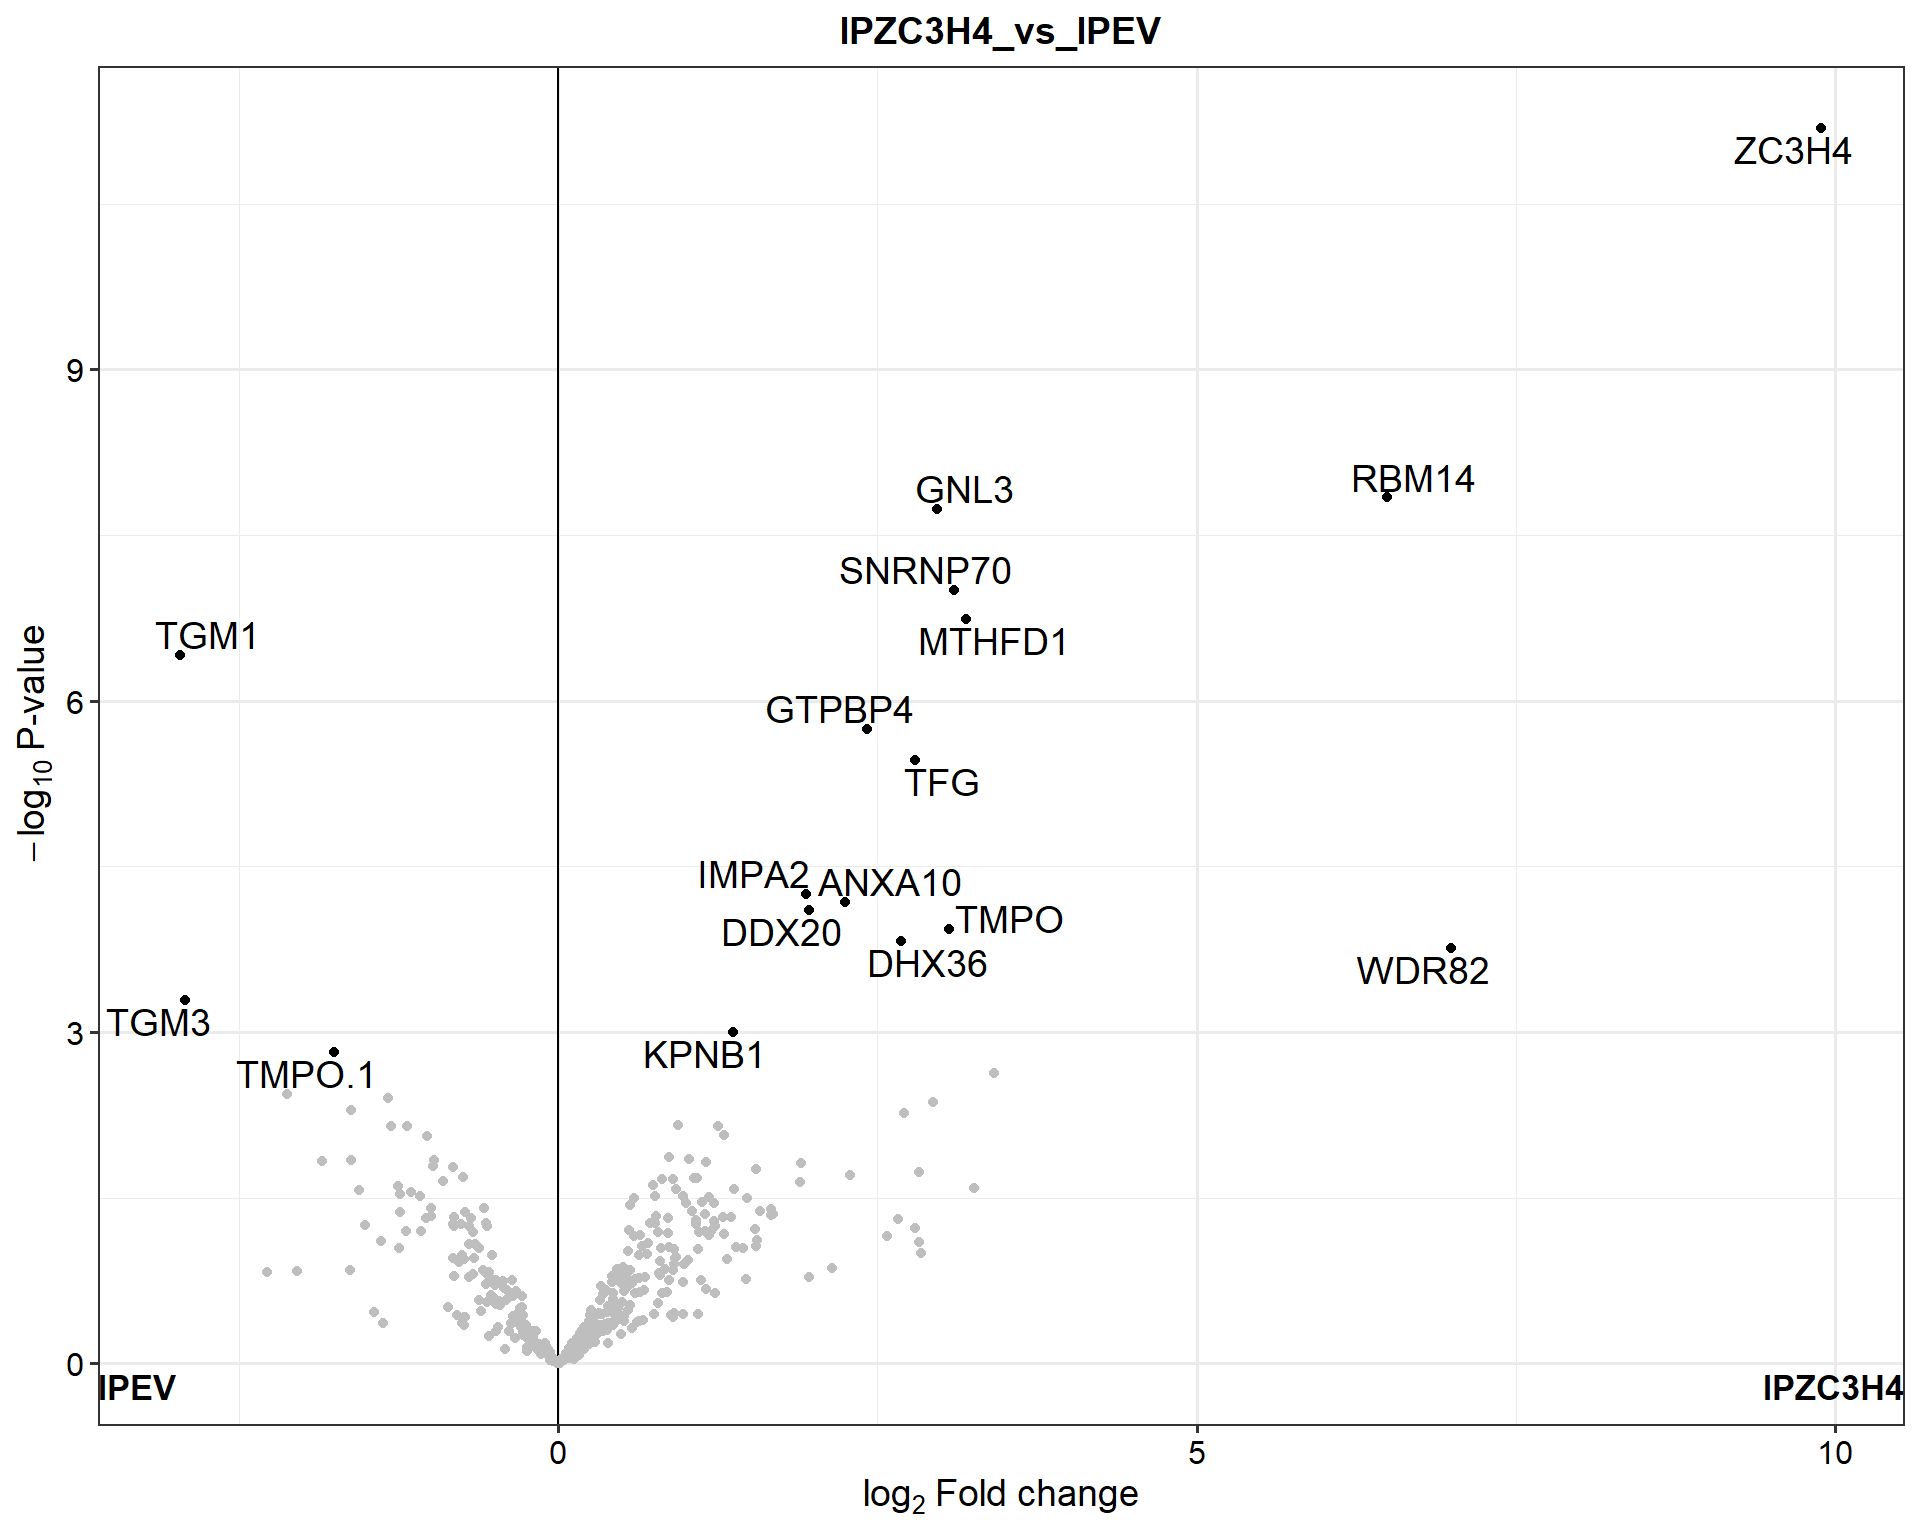 IPZC3H4_vs_IPEV
ZC3H4
9
RBM14
GNL3
SNRNP70
TGM1
MTHFD1
6
GTPBP4
TFG
IMPA2
ANXA10
TMPO
DDX20
DHX36
WDR82
TGM3
3
KPNB1
TMPO.1
0
IPEV
IPZC3H4
0
5
10
log2 Fold change
−log10 P-value